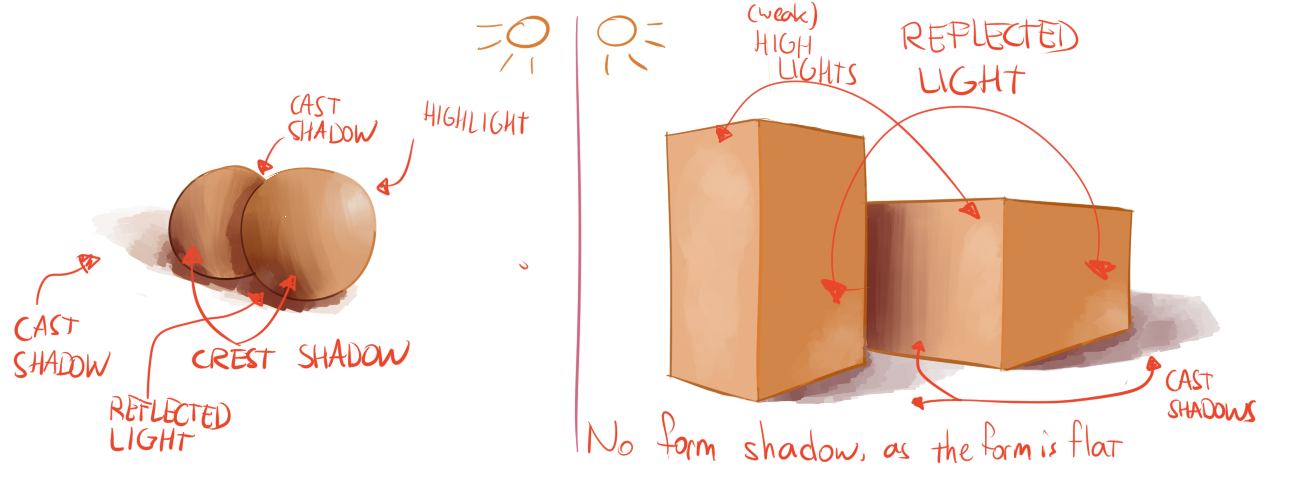 CAST
SHADOW
HIGHLIGHT
CAST
SHADOW
CREST SHADOW
REFLECTED
LIGHT
(weak)
HIGH
LIGHTS
REFLECTED
LIGHT
CAST
SHADOWS
No form shadow, as the form is flat